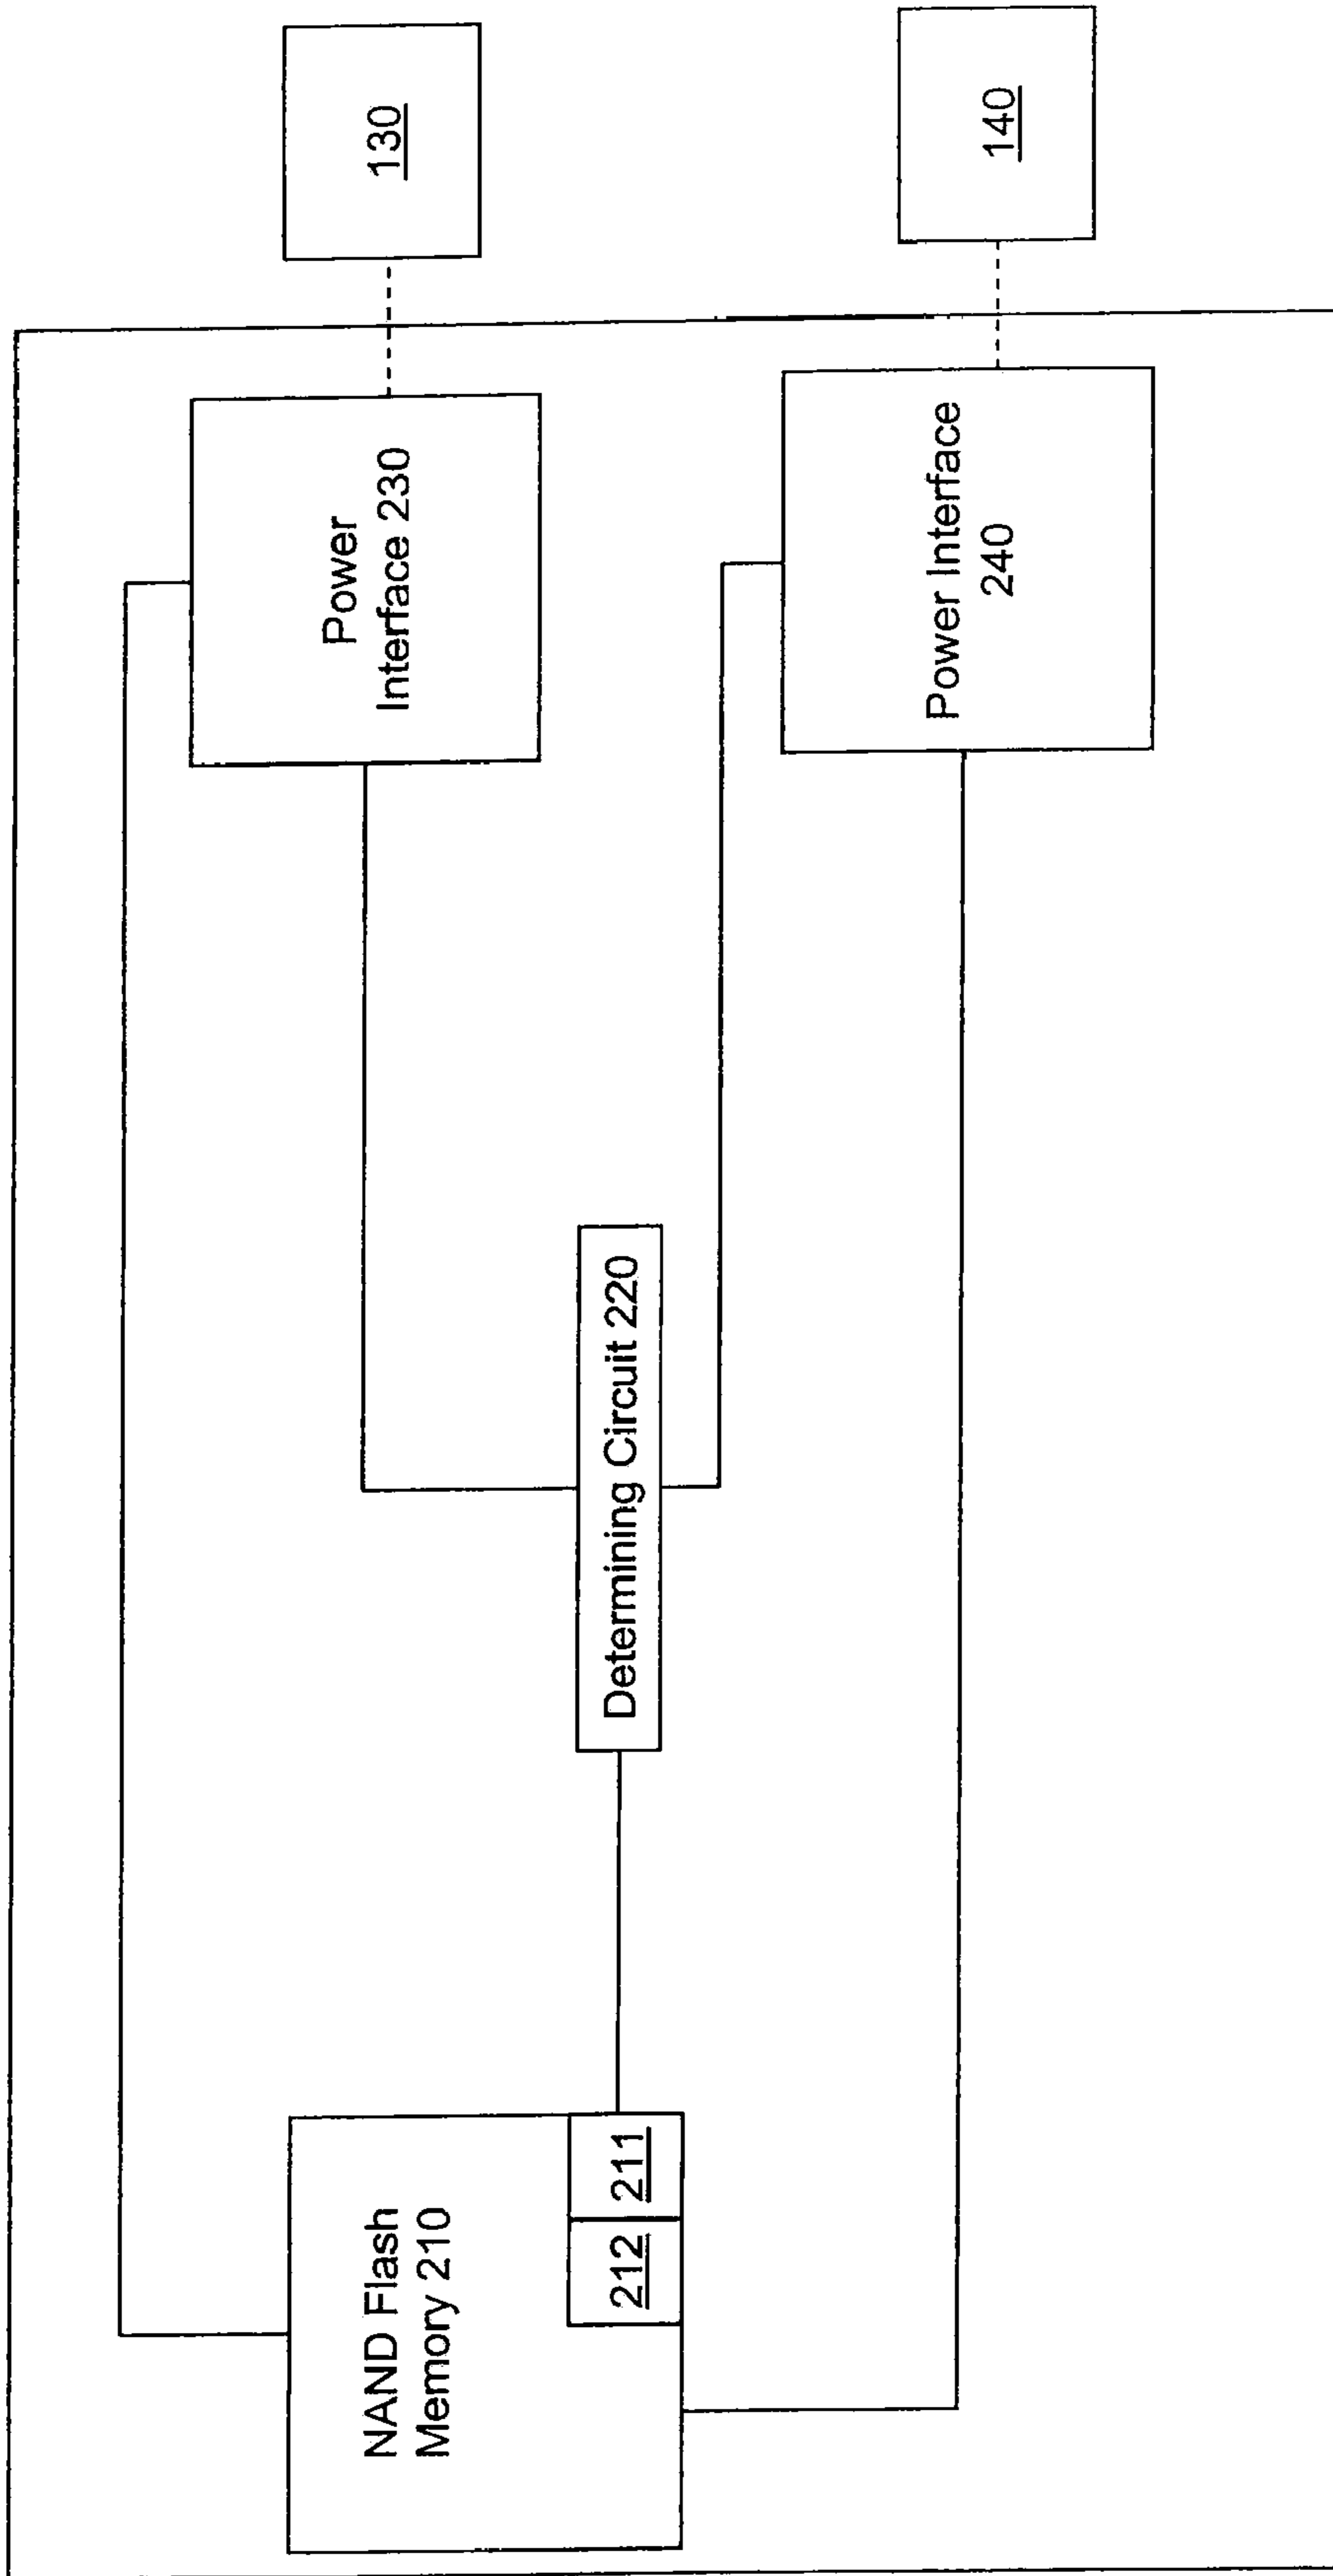 NAND Flash
Memory 210
212
211
Determining Circuit 220
Power
Interface 230
Power Interface
240
130
140